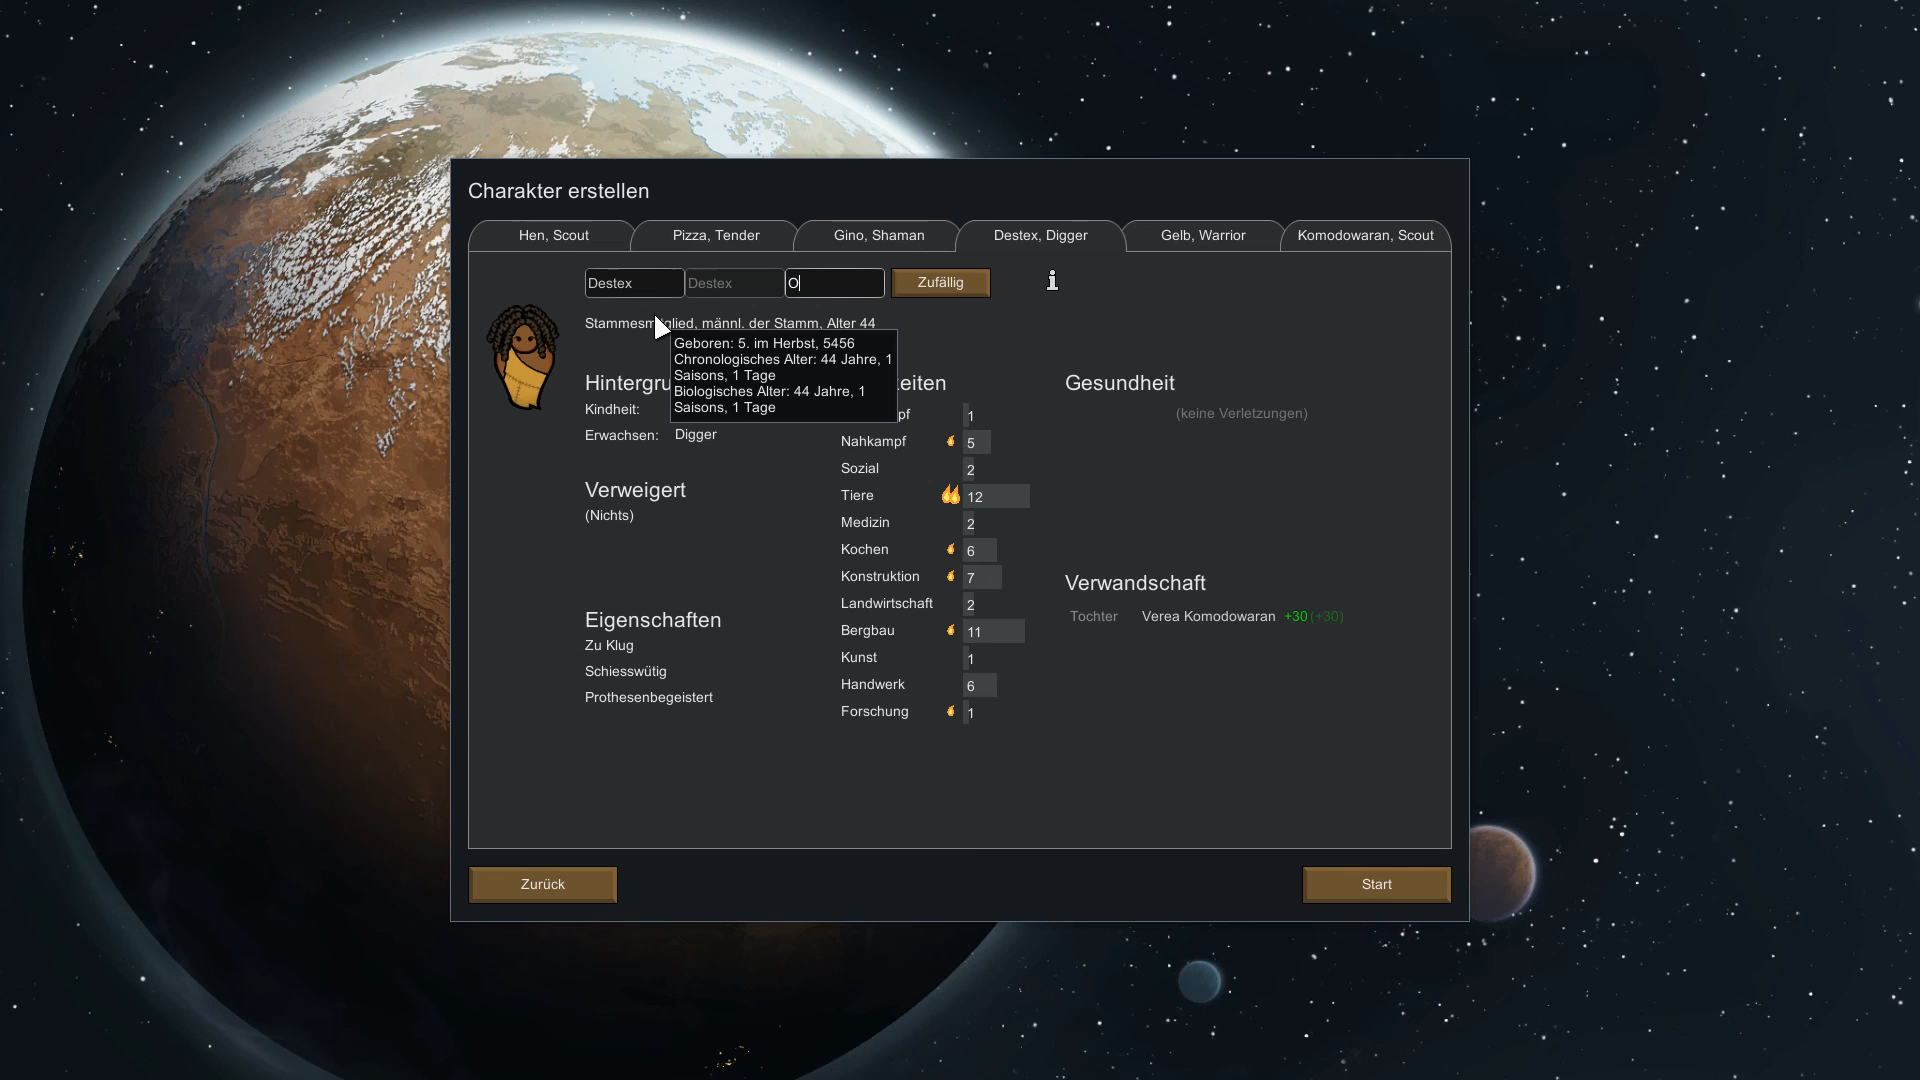 Charakter erstellen
Hen, Scout
Pizza, Tender
Gino, Shaman
Destex, Digger
Gelb, Warrior
Komodowaran, Scout
Destex
Destex
O
Zufällig
Stammesm glied, männl. der Stamm, Alter 44
Geboren: 5. im Herbst, 5456
Chronologisches Alter: 44 Jahre, 1
Saisons, 1 Tage
Biologisches Alter: 44 Jahre, 1
Saisons, 1 Tage
Hintergru
Kindheit:
Erwachsen: Digger
Verweigert
(Nichts)
Eigenschaften
Zu Klug
Schiesswütig
Prothesenbegeistert
keiten
pf 1
Nahkampf 5
Sozial 2
Tiere 12
Medizin 2
Kochen 6
Konstruktion 7
Landwirtschaft 2
Bergbau 11
Kunst 1
Handwerk 6
Forschung 1
Gesundheit
(keine Verletzungen)
Verwandschaft
Tochter Verea Komodowaran +30 (+30)
Zurück
Start